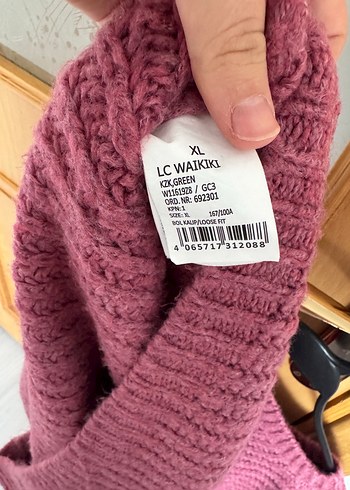 XL
LC WAIKIKI
KZK,GREEN
W1161928 / GC3
ORD. NR: 692301
KPN: 1
SIZE: XL 167/100A
BOL KALIP/LOOSE FIT
4 065717 312088